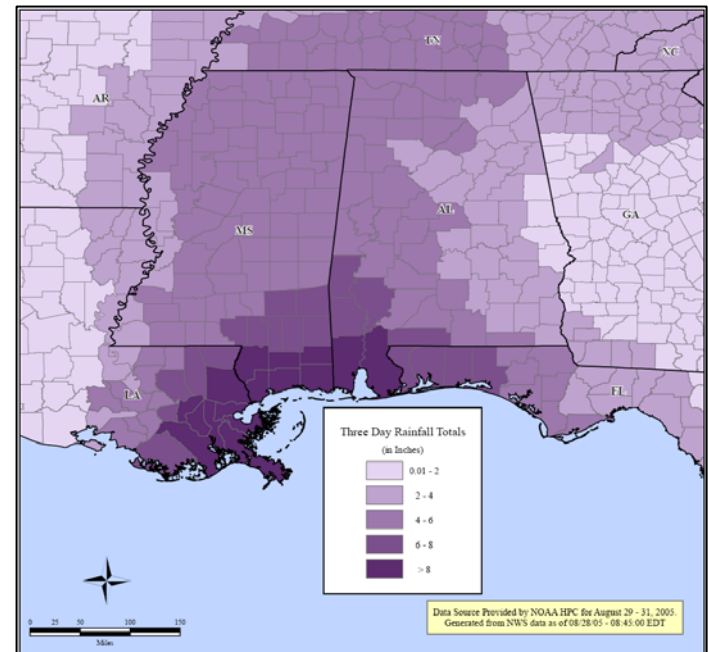 TN
NC
AR
GA
AL
MS
LA
FL
Three Day Rainfall Totals
(in Inches)
0.01 - 2
2 - 4
4 - 6
6 - 8
> 8
0 25 50 100 150
Miles
Data Source Provided by NOAA HPC for August 29 - 31, 2005.
Generated from NWS data as of 08/28/05 - 08:45:00 EDT